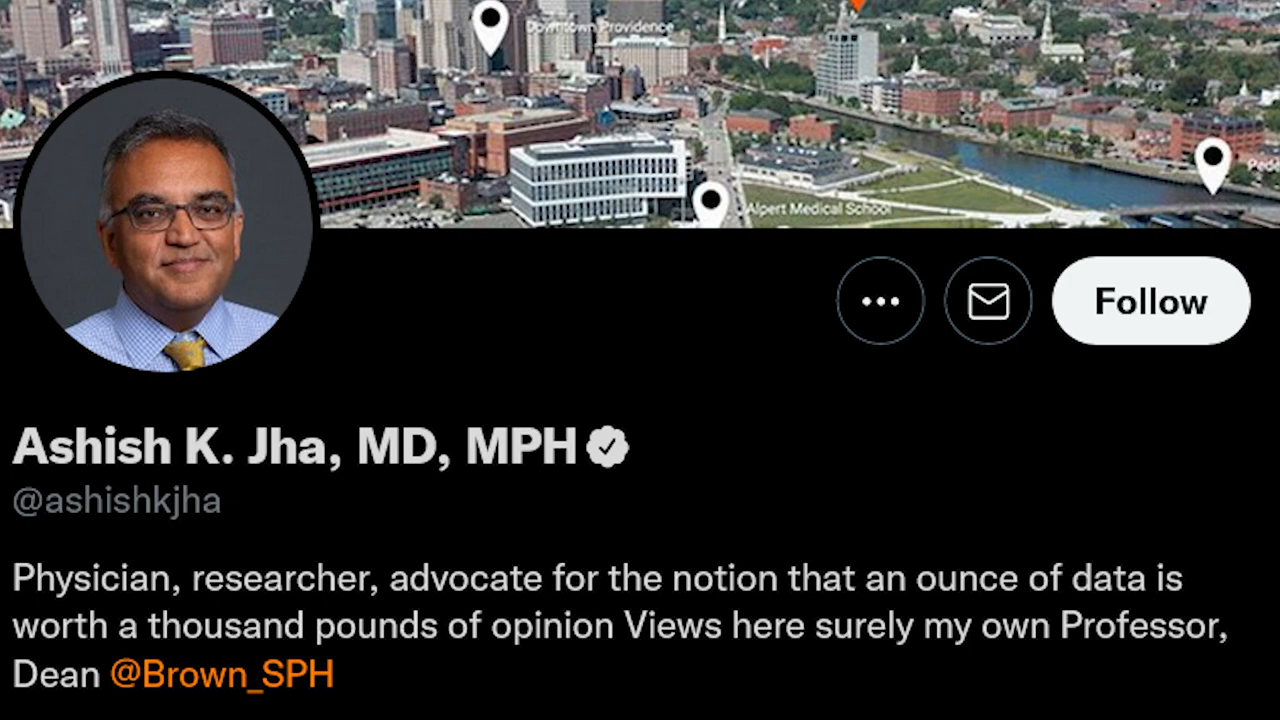 Downtown Providence
Alpert Medical School
Follow
Ashish K. Jha, MD, MPH
@ashishkjha
Physician, researcher, advocate for the notion that an ounce of data is
worth a thousand pounds of opinion Views here surely my own Professor,
Dean @Brown_SPH